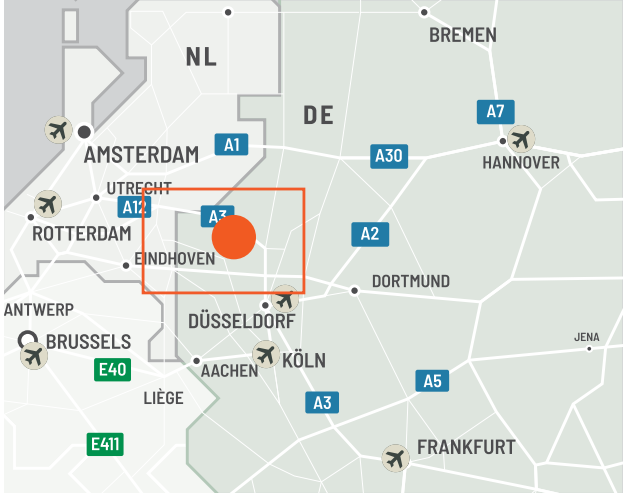 BREMEN
NL
DE
A7
A1
AMSTERDAM
A30
HANNOVER
UTRECHT
A12
A3
ROTTERDAM
A2
EINDHOVEN
DORTMUND
ANTWERP
DÜSSELDORF
BRUSSELS
JENA
KÖLN
E40
AACHEN
A5
LIÈGE
A3
E411
FRANKFURT